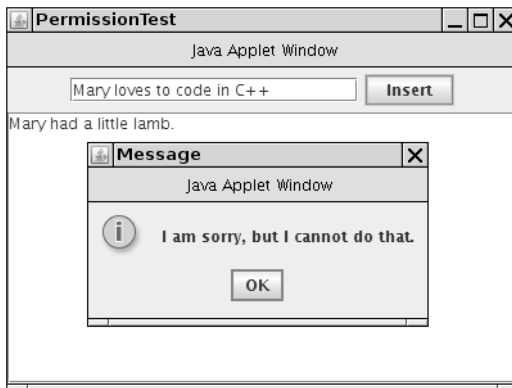 PermissionTest
Java Applet Window
Mary loves to code in C++
Insert
Mary had a little lamb.
Message
Java Applet Window
I am sorry, but I cannot do that.
OK